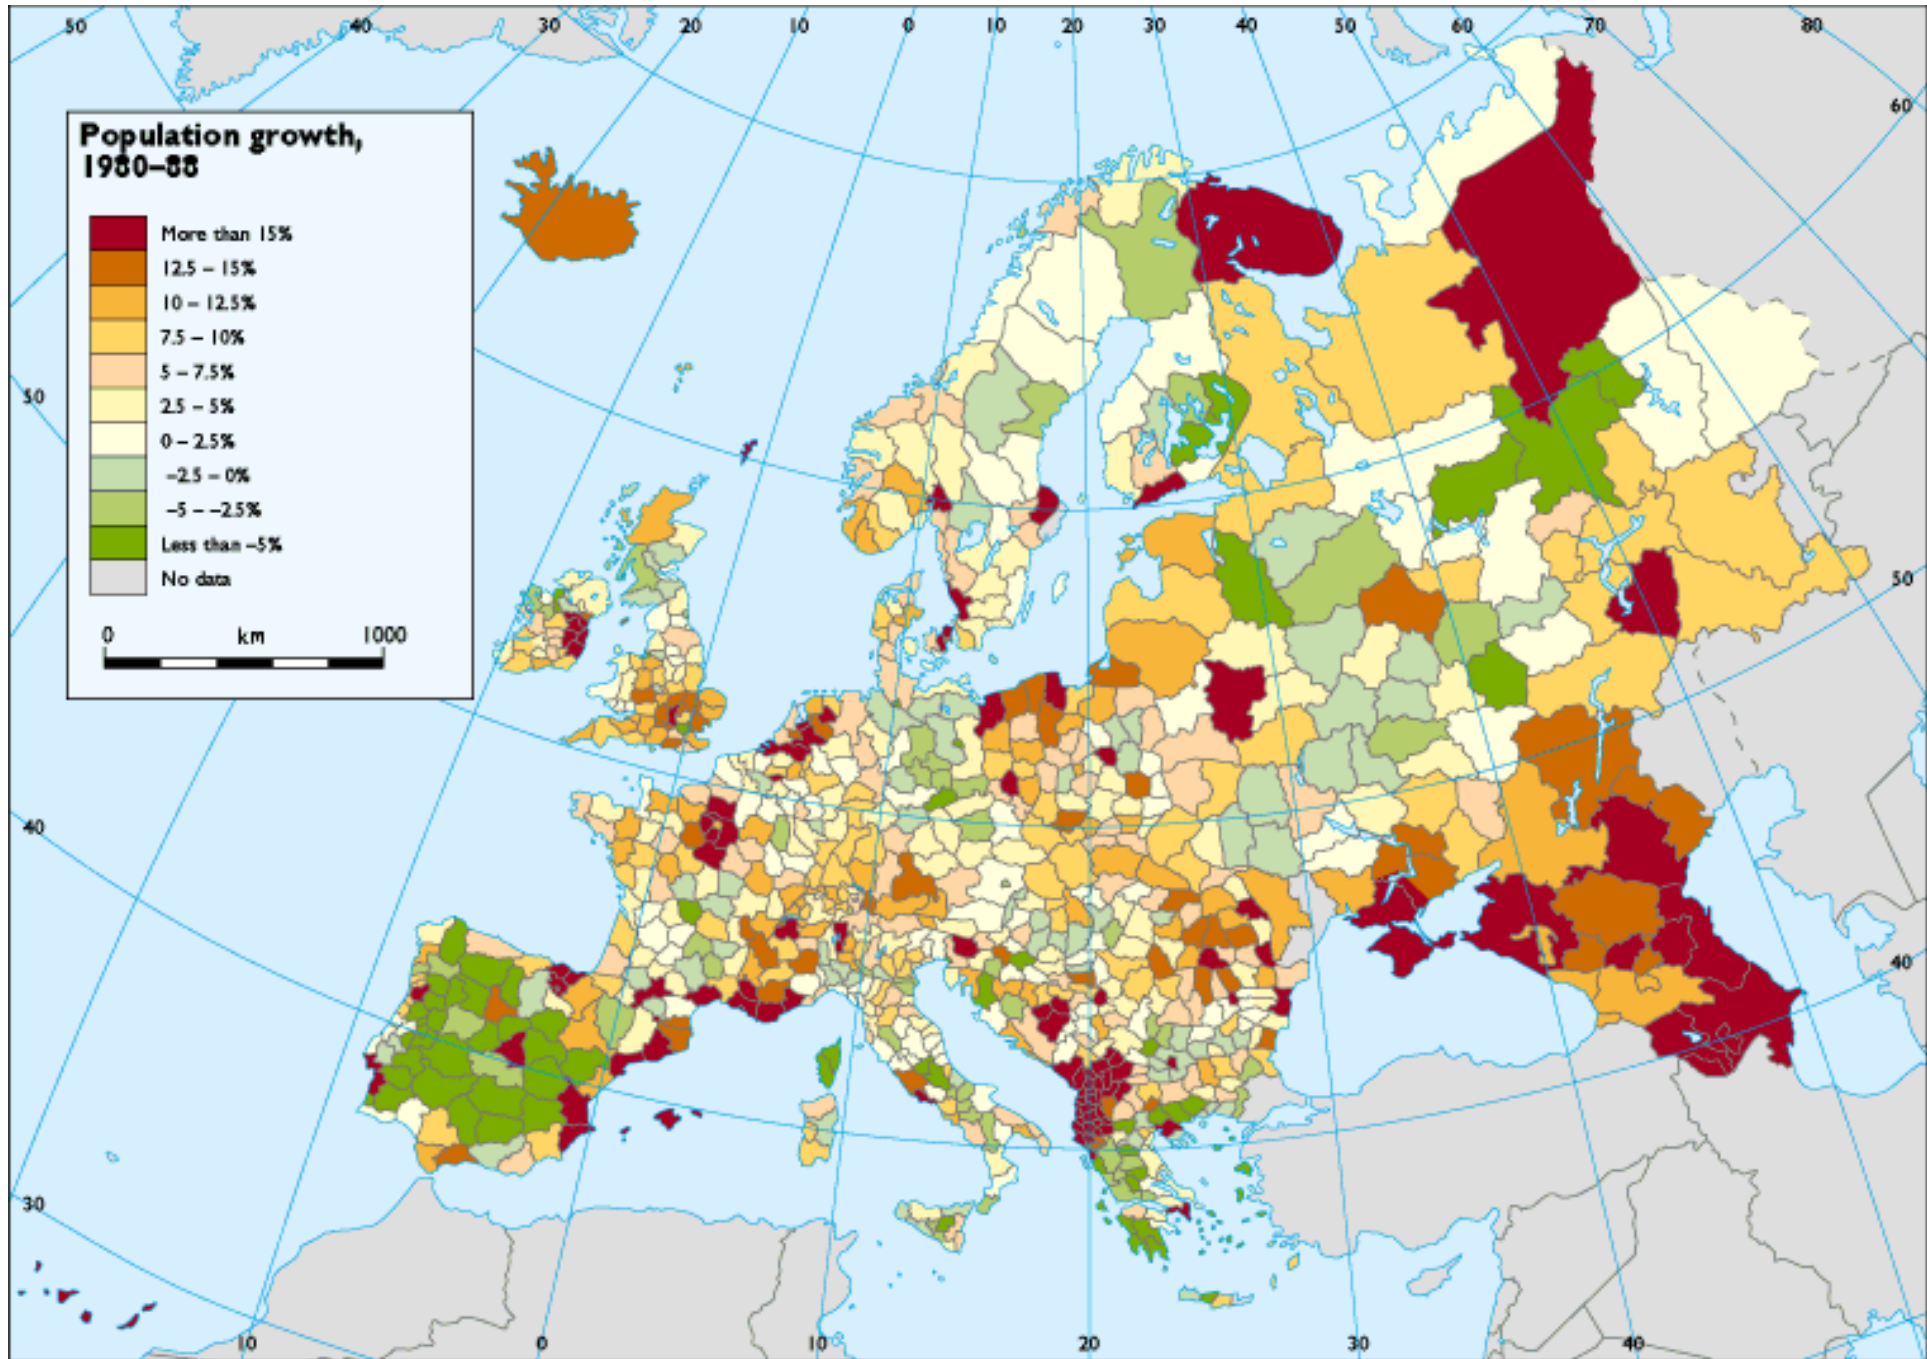 50 40 30 20 10 0 10 20 30 40 50 60 70 80
60
Population growth,
1980–88
More than 15%
12.5 – 15%
10 – 12.5%
7.5 – 10%
5 – 7.5%
2.5 – 5%
0 – 2.5%
–2.5 – 0%
–5 – –2.5%
Less than –5%
No data
0 km 1000
50
50
40
40
30
10 0 10 20 30 40